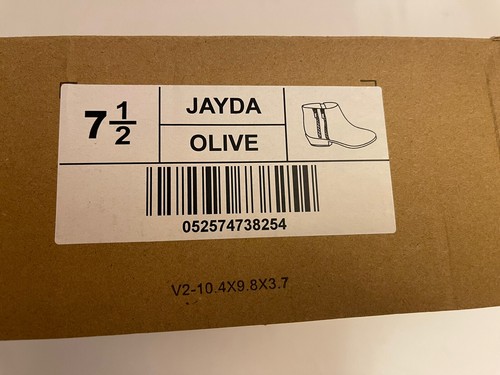 7 1/2
JAYDA
OLIVE
052574738254
V2-10.4X9.8X3.7